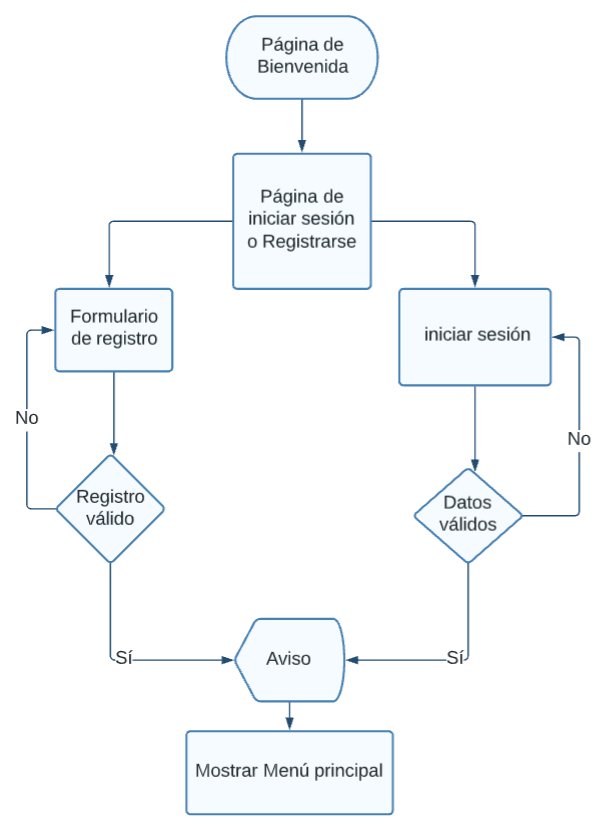 Página de
Bienvenida
Página de
iniciar sesión
o Registrarse
Formulario
de registro
iniciar sesión
No
No
Registro
válido
Datos
válidos
Sí
Aviso
Sí
Mostrar Menú principal